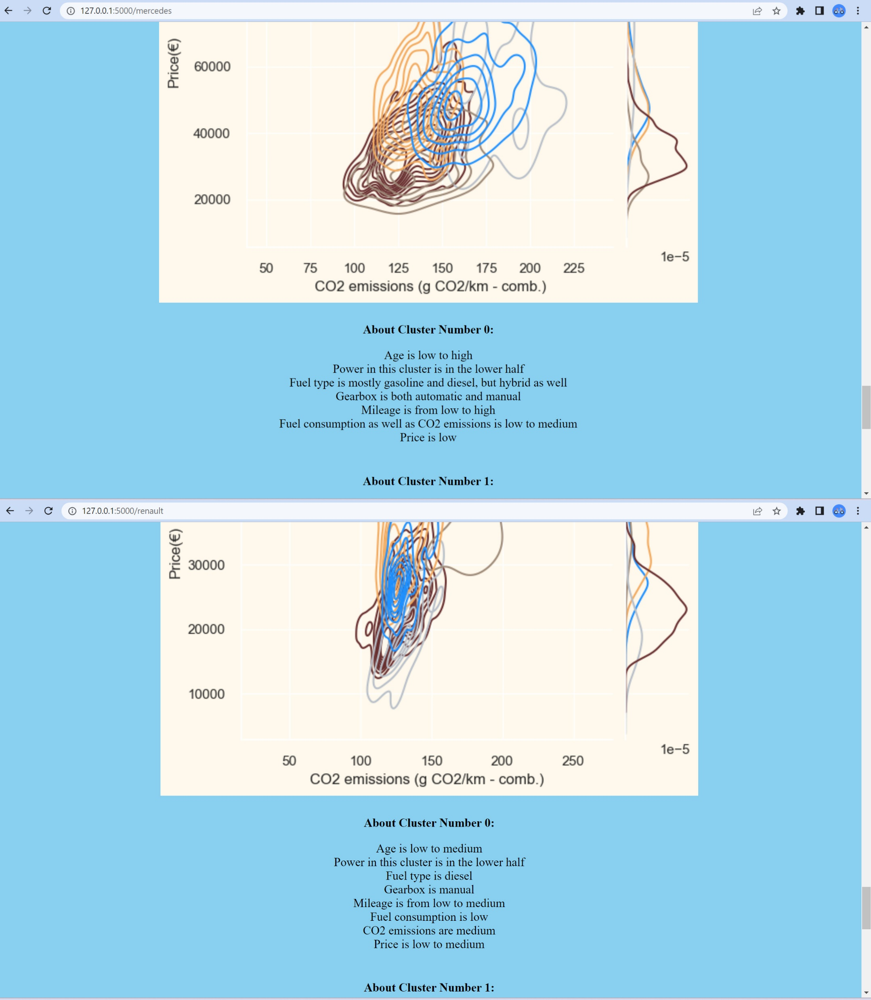 127.0.0.1:5000/mercedes
Price(€)
60000
40000
20000
1e−5
50 75 100 125 150 175 200 225
CO2 emissions (g CO2/km - comb.)
About Cluster Number 0:
Age is low to high
Power in this cluster is in the lower half
Fuel type is mostly gasoline and diesel, but hybrid as well
Gearbox is both automatic and manual
Mileage is from low to high
Fuel consumption as well as CO2 emissions is low to medium
Price is low
About Cluster Number 1:
127.0.0.1:5000/renault
Price(€)
30000
20000
10000
1e−5
50 100 150 200 250
CO2 emissions (g CO2/km - comb.)
About Cluster Number 0:
Age is low to medium
Power in this cluster is in the lower half
Fuel type is diesel
Gearbox is manual
Mileage is from low to medium
Fuel consumption is low
CO2 emissions are medium
Price is low to medium
About Cluster Number 1: